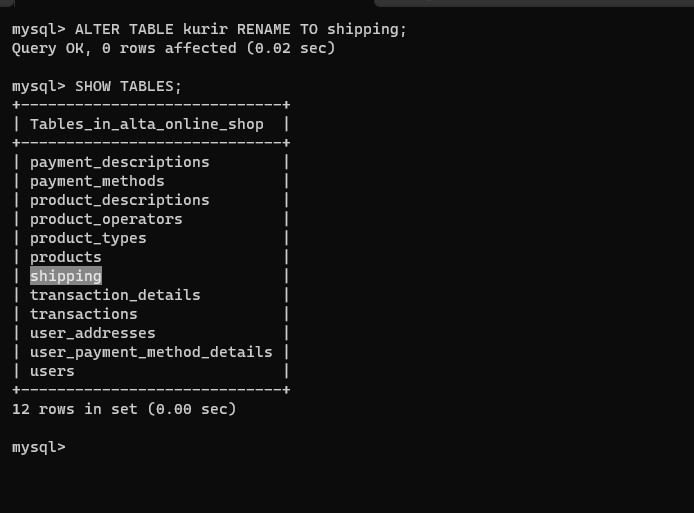 mysql> ALTER TABLE kurir RENAME TO shipping;
Query OK, 0 rows affected (0.02 sec)
mysql> SHOW TABLES;
+-----------------------------+
| Tables_in_alta_online_shop  |
+-----------------------------+
| payment_descriptions        |
| payment_methods             |
| product_descriptions        |
| product_operators           |
| product_types               |
| products                    |
| shipping                    |
| transaction_details         |
| transactions                |
| user_addresses              |
| user_payment_method_details |
| users                       |
+-----------------------------+
12 rows in set (0.00 sec)
mysql>